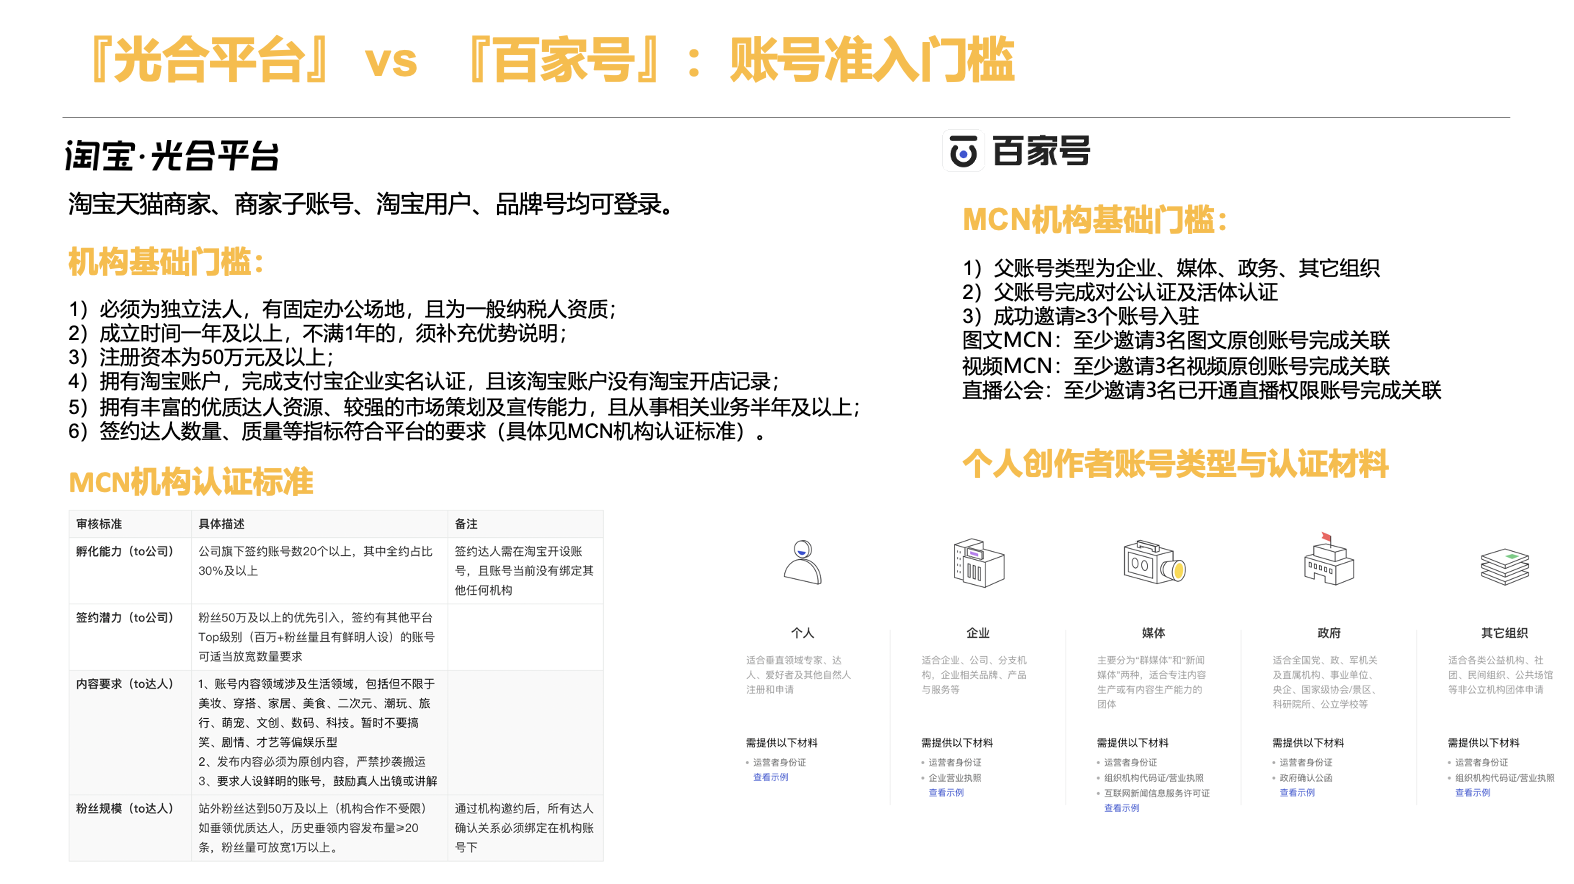 『光合平台』 vs 『百家号』：账号准入门槛
淘宝·光合平台
淘宝天猫商家、商家子账号、淘宝用户、品牌号均可登录。
机构基础门槛：
1）必须为独立法人，有固定办公场地，且为一般纳税人资质；
2）成立时间一年及以上，不满1年的，须补充优势说明；
3）注册资本为50万元及以上；
4）拥有淘宝账户，完成支付宝企业实名认证，且该淘宝账户没有淘宝开店记录；
5）拥有丰富的优质达人资源、较强的市场策划及宣传能力，且从事相关业务半年及以上；
6）签约达人数量、质量等指标符合平台的要求（具体见MCN机构认证标准）。
MCN机构认证标准
审核标准 具体描述 备注
孵化能力（to公司） 公司旗下签约账号数20个以上，其中全约占比
30%及以上
签约达人需在淘宝开设账
号，且账号当前没有绑定其
他任何机构
签约潜力（to公司） 粉丝50万及以上的优先引入，签约有其他平台
Top级别（百万+粉丝量且有鲜明人设）的账号
可适当放宽数量要求
内容要求（to达人） 1、账号内容领域涉及生活领域，包括但不限于
美妆、穿搭、家居、美食、二次元、潮玩、旅
行、萌宠、文创、数码、科技。暂时不要搞
笑、剧情、才艺等偏娱乐型
2、发布内容必须为原创内容，严禁抄袭搬运
3、要求人设鲜明的账号，鼓励真人出镜或讲解
粉丝规模（to达人） 站外粉丝达到50万及以上（机构合作不受限）
如垂领优质达人，历史垂领内容发布量≥20
条，粉丝量可放宽1万以上。
通过机构邀约后，所有达人
确认关系必须绑定在机构账
号下
百家号
MCN机构基础门槛：
1）父账号类型为企业、媒体、政务、其它组织
2）父账号完成对公认证及活体认证
3）成功邀请≥3个账号入驻
图文MCN：至少邀请3名图文原创账号完成关联
视频MCN：至少邀请3名视频原创账号完成关联
直播公会：至少邀请3名已开通直播权限账号完成关联
个人创作者账号类型与认证材料
个人
适合垂直领域专家、达
人、爱好者及其他自然人
注册和申请
需提供以下材料
• 运营者身份证
查看示例
企业
适合企业、公司、分支机
构，企业相关品牌、产品
与服务等
需提供以下材料
• 运营者身份证
• 企业营业执照
查看示例
媒体
主要分为“群媒体”和“新闻
媒体”两种，适合专注内容
生产或有内容生产能力的
团体
需提供以下材料
• 运营者身份证
• 组织机构代码证/营业执照
• 互联网新闻信息服务许可证
查看示例
政府
适合全国党、政、军机关
及直属机构、事业单位、
央企、国家级协会/景区、
科研院所、公立学校等
需提供以下材料
• 运营者身份证
• 政府确认公函
查看示例
其它组织
适合各类公益机构、社
团、民间组织、公共场馆
等非公立机构团体申请
需提供以下材料
• 运营者身份证
• 组织机构代码证/营业执照
查看示例